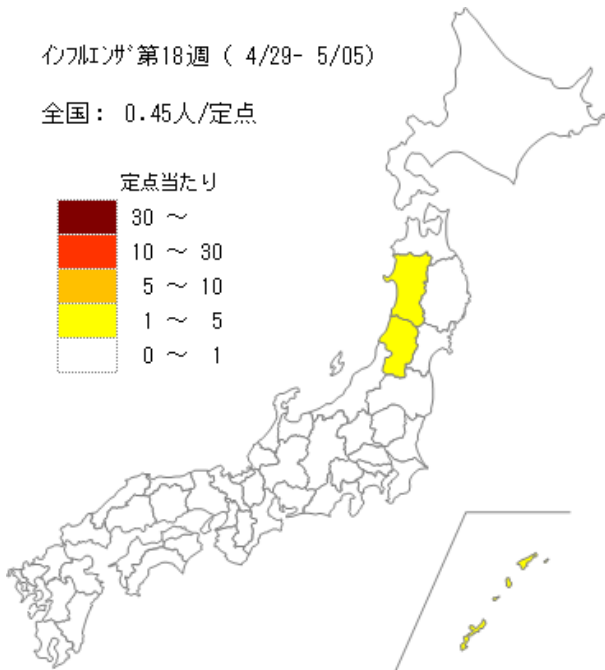 インフルエンザ第18週 ( 4/29- 5/05)
全国： 0.45人/定点
定点当たり
30 ～
10 ～ 30
5 ～ 10
1 ～ 5
0 ～ 1